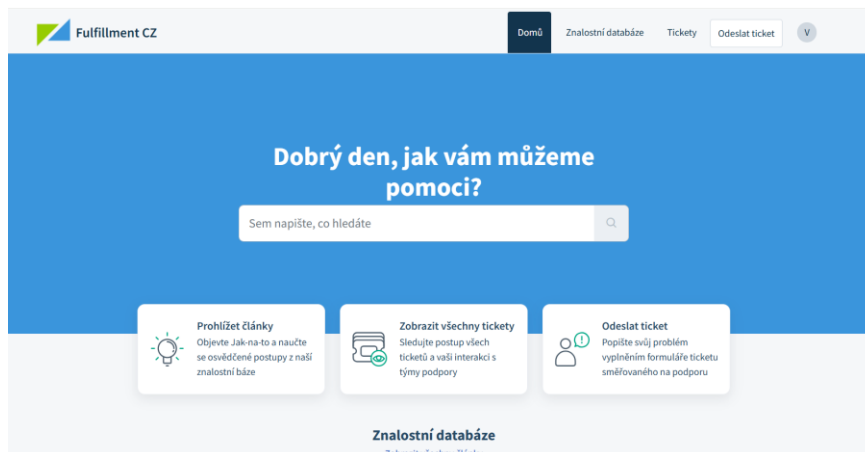 Fulfillment CZ
Domů
Znalostní databáze
Tickety
Odeslat ticket
V
Dobrý den, jak vám můžeme
pomoci?
Sem napište, co hledáte
Prohlížet články
Objevte Jak-na-to a naučte
se osvědčené postupy z naší
znalostní báze
Zobrazit všechny tickety
Sledujte postup všech
ticketů a vaši interakci s
týmy podpory
Odeslat ticket
Popište svůj problém
vyplněním formuláře ticketu
směřovaného na podporu
Znalostní databáze